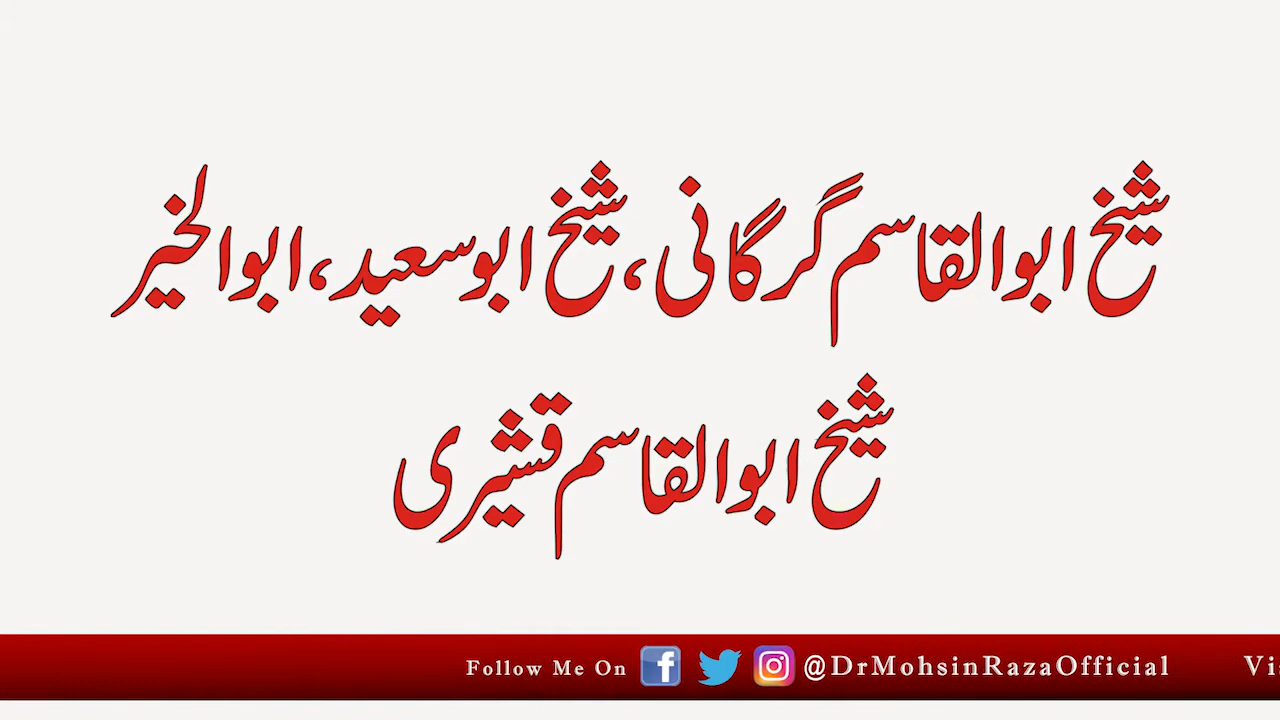 شیخ ابوالقاسم گرگانی، شیخ ابوسعید، ابوالخیر
شیخ ابوالقاسم قشیری
Follow Me On @DrMohsinRazaOfficial